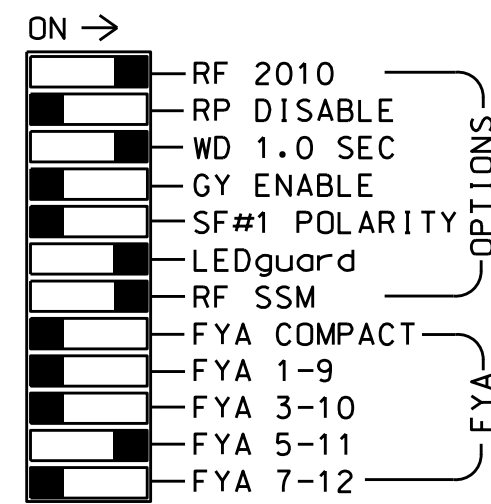 ON →
RF 2010
RP DISABLE
WD 1.0 SEC
GY ENABLE
SF#1 POLARITY
LEDguard
RF SSM
FYA COMPACT
FYA 1-9
FYA 3-10
FYA 5-11
FYA 7-12
OPTIONS
FYA